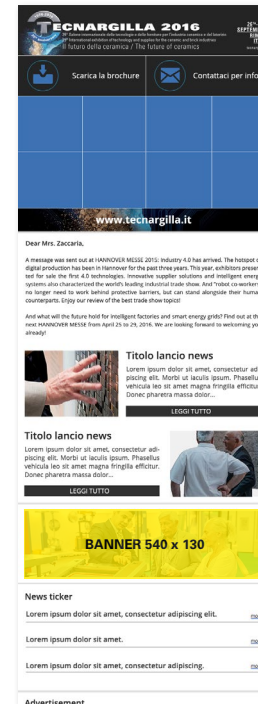 TECNARGILLA 2016
Il futuro della ceramica / The future of ceramics
Scarica la brochure
Contattaci per info
www.tecnargilla.it
Dear Mrs. Zaccaria,
A message was sent out at HANNOVER MESSE 2015: Industry 4.0 has arrived. The hotspot o
digital production has been in Hannover for the past three years. This year, exhibitors presen
ted for sale the first 4.0 technologies. Innovative supplier solutions and intelligent energ
systems also characterized the world's leading industrial trade show. And "robot co-workers
no longer need to work behind protective barriers, but can stand alongside their huma
counterparts. Enjoy our review of the best trade show topics!
And what will the future hold for intelligent factories and smart energy grids? Find out at th
next HANNOVER MESSE from April 25 to 29, 2016. We are looking forward to welcoming yo
already!
Titolo lancio news
Lorem ipsum dolor sit amet, consectetur ad
piscing elit. Morbi ut iaculis ipsum. Phasellu
vehicula leo sit amet magna fringilla efficitur
Donec pharetra massa dolor...
LEGGI TUTTO
Titolo lancio news
Lorem ipsum dolor sit amet, consectetur adi-
piscing elit. Morbi ut iaculis ipsum. Phasellus
vehicula leo sit amet magna fringilla efficitur.
Donec pharetra massa dolor...
LEGGI TUTTO
BANNER 540 x 130
News ticker
Lorem ipsum dolor sit amet, consectetur adipiscing elit.
Lorem ipsum dolor sit amet.
Lorem ipsum dolor sit amet, consectetur adipiscing.
Advertisement